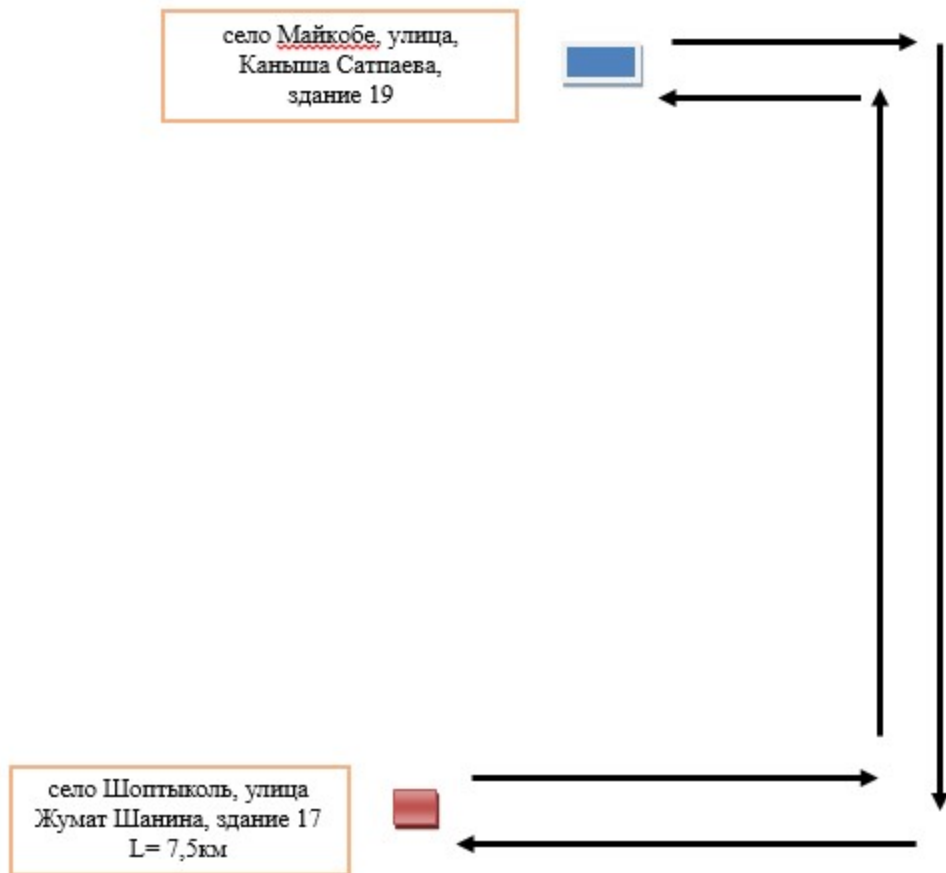 село Майкобе, улица,
Каныша Сатпаева,
здание 19
село Шоптыколь, улица
Жумат Шанина, здание 17
L= 7,5км